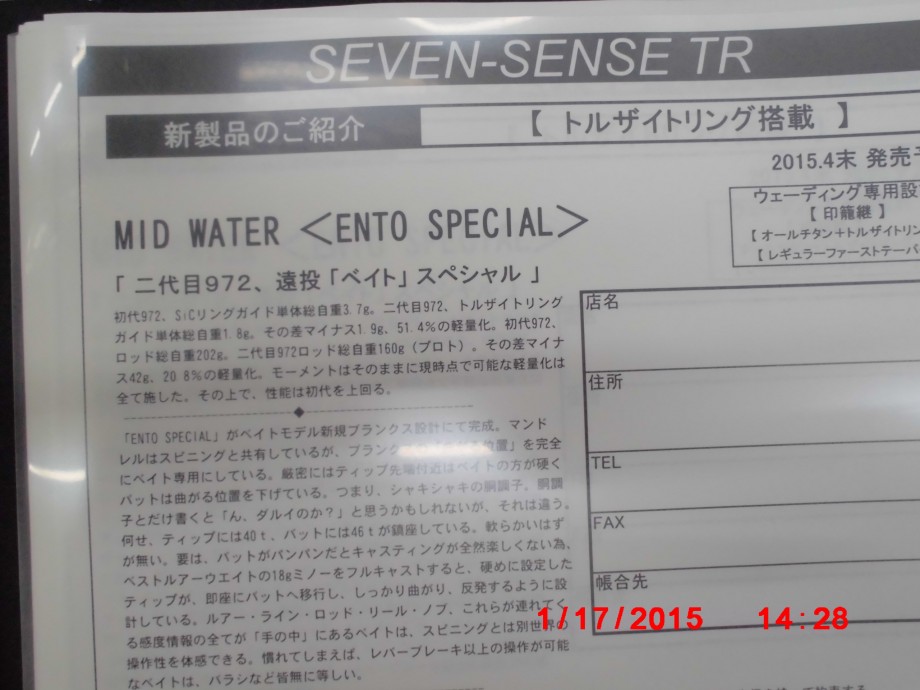 SEVEN-SENSE TR
新製品のご紹介
【 トルザイトリング搭載 】
2015.4末 発売予
MID WATER <ENTO SPECIAL>
ウェーディング専用設
【 印籠継 】
【 オールチタン+トルザイトリン
【 レギュラーファーストテーパ
「 二代目972、遠投「ベイト」スペシャル 」
初代972、SiCリングガイド単体総自重3.7g。二代目972、トルザイトリング
ガイド単体総自重1.8g。その差マイナス1.9g、51.4%の軽量化。初代972、
ロッド総自重202g。二代目972ロッド総自重160g(プロト)。その差マイナ
ス42g、20.8%の軽量化。モーメントはそのままに現時点で可能な軽量化は
全て施した。その上で、性能は初代を上回る。
「ENTO SPECIAL」がベイトモデル新規ブランクス設計にて完成。マンド
レルはスピニングと共有しているが、ブランク 位置」を完全
にベイト専用にしている。厳密にはティップ先端付近はベイトの方が硬く
バットは曲がる位置を下げている。つまり、シャキシャキの胴調子。胴調
子とだけ書くと「ん、ダルイのか?」と思うかもしれないが、それは違う。
何せ、ティップには40t、バットには46tが鎮座している。軟らかいはず
が無い。要は、バットがバンバンだとキャスティングが全然楽しくない為、
ベストルアーウエイトの18gミノーをフルキャストすると、硬めに設定した
ティップが、即座にバットへ移行し、しっかり曲がり、反発するように設
計している。ルアー・ライン・ロッド・リール・ノブ、これらが連れてく
る感度情報の全てが「手の中」にあるベイトは、スピニングとは別世界の
操作性を体感できる。慣れてしまえば、レバーブレーキ以上の操作が可能
なベイトは、バラシなど皆無に等しい。
店名
住所
TEL
FAX
帳合先
1/17/2015 14:28